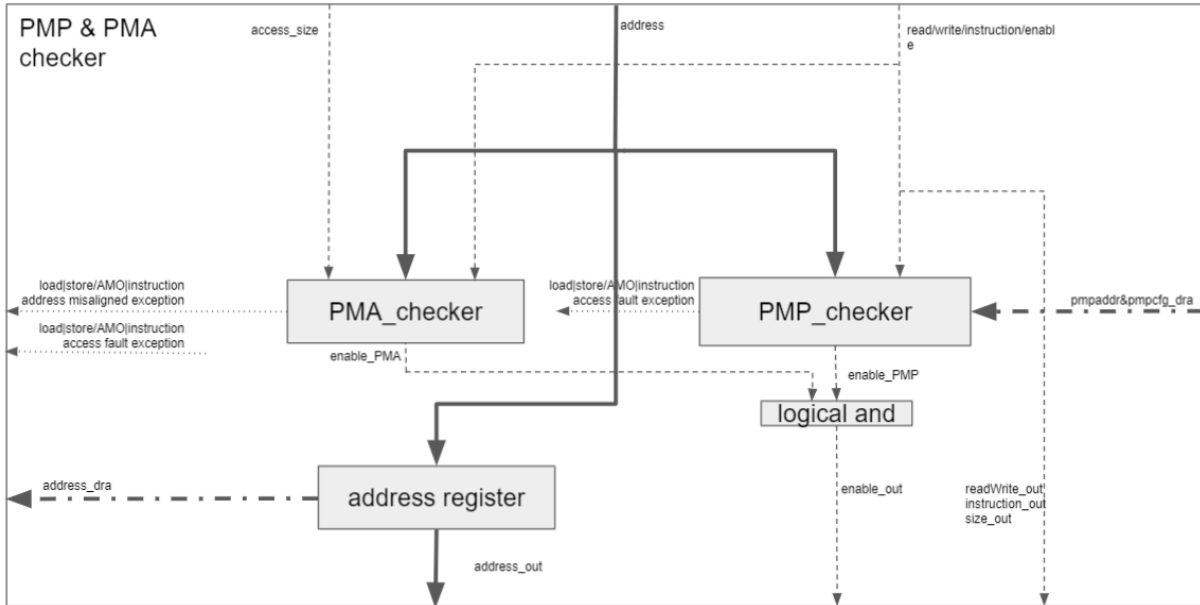 PMP & PMA
checker
access_size
address
read/write/instruction/enabl
e
load|store/AMO|instruction
address misaligned exception
PMA_checker
load|store/AMO|instruction
access fault exception
PMP_checker
pmpaddr&pmpcfg_dra
load|store/AMO|instruction
access fault exception
enable_PMA
enable_PMP
logical and
address_dra
address register
enable_out
readWrite_out
instruction_out
size_out
address_out